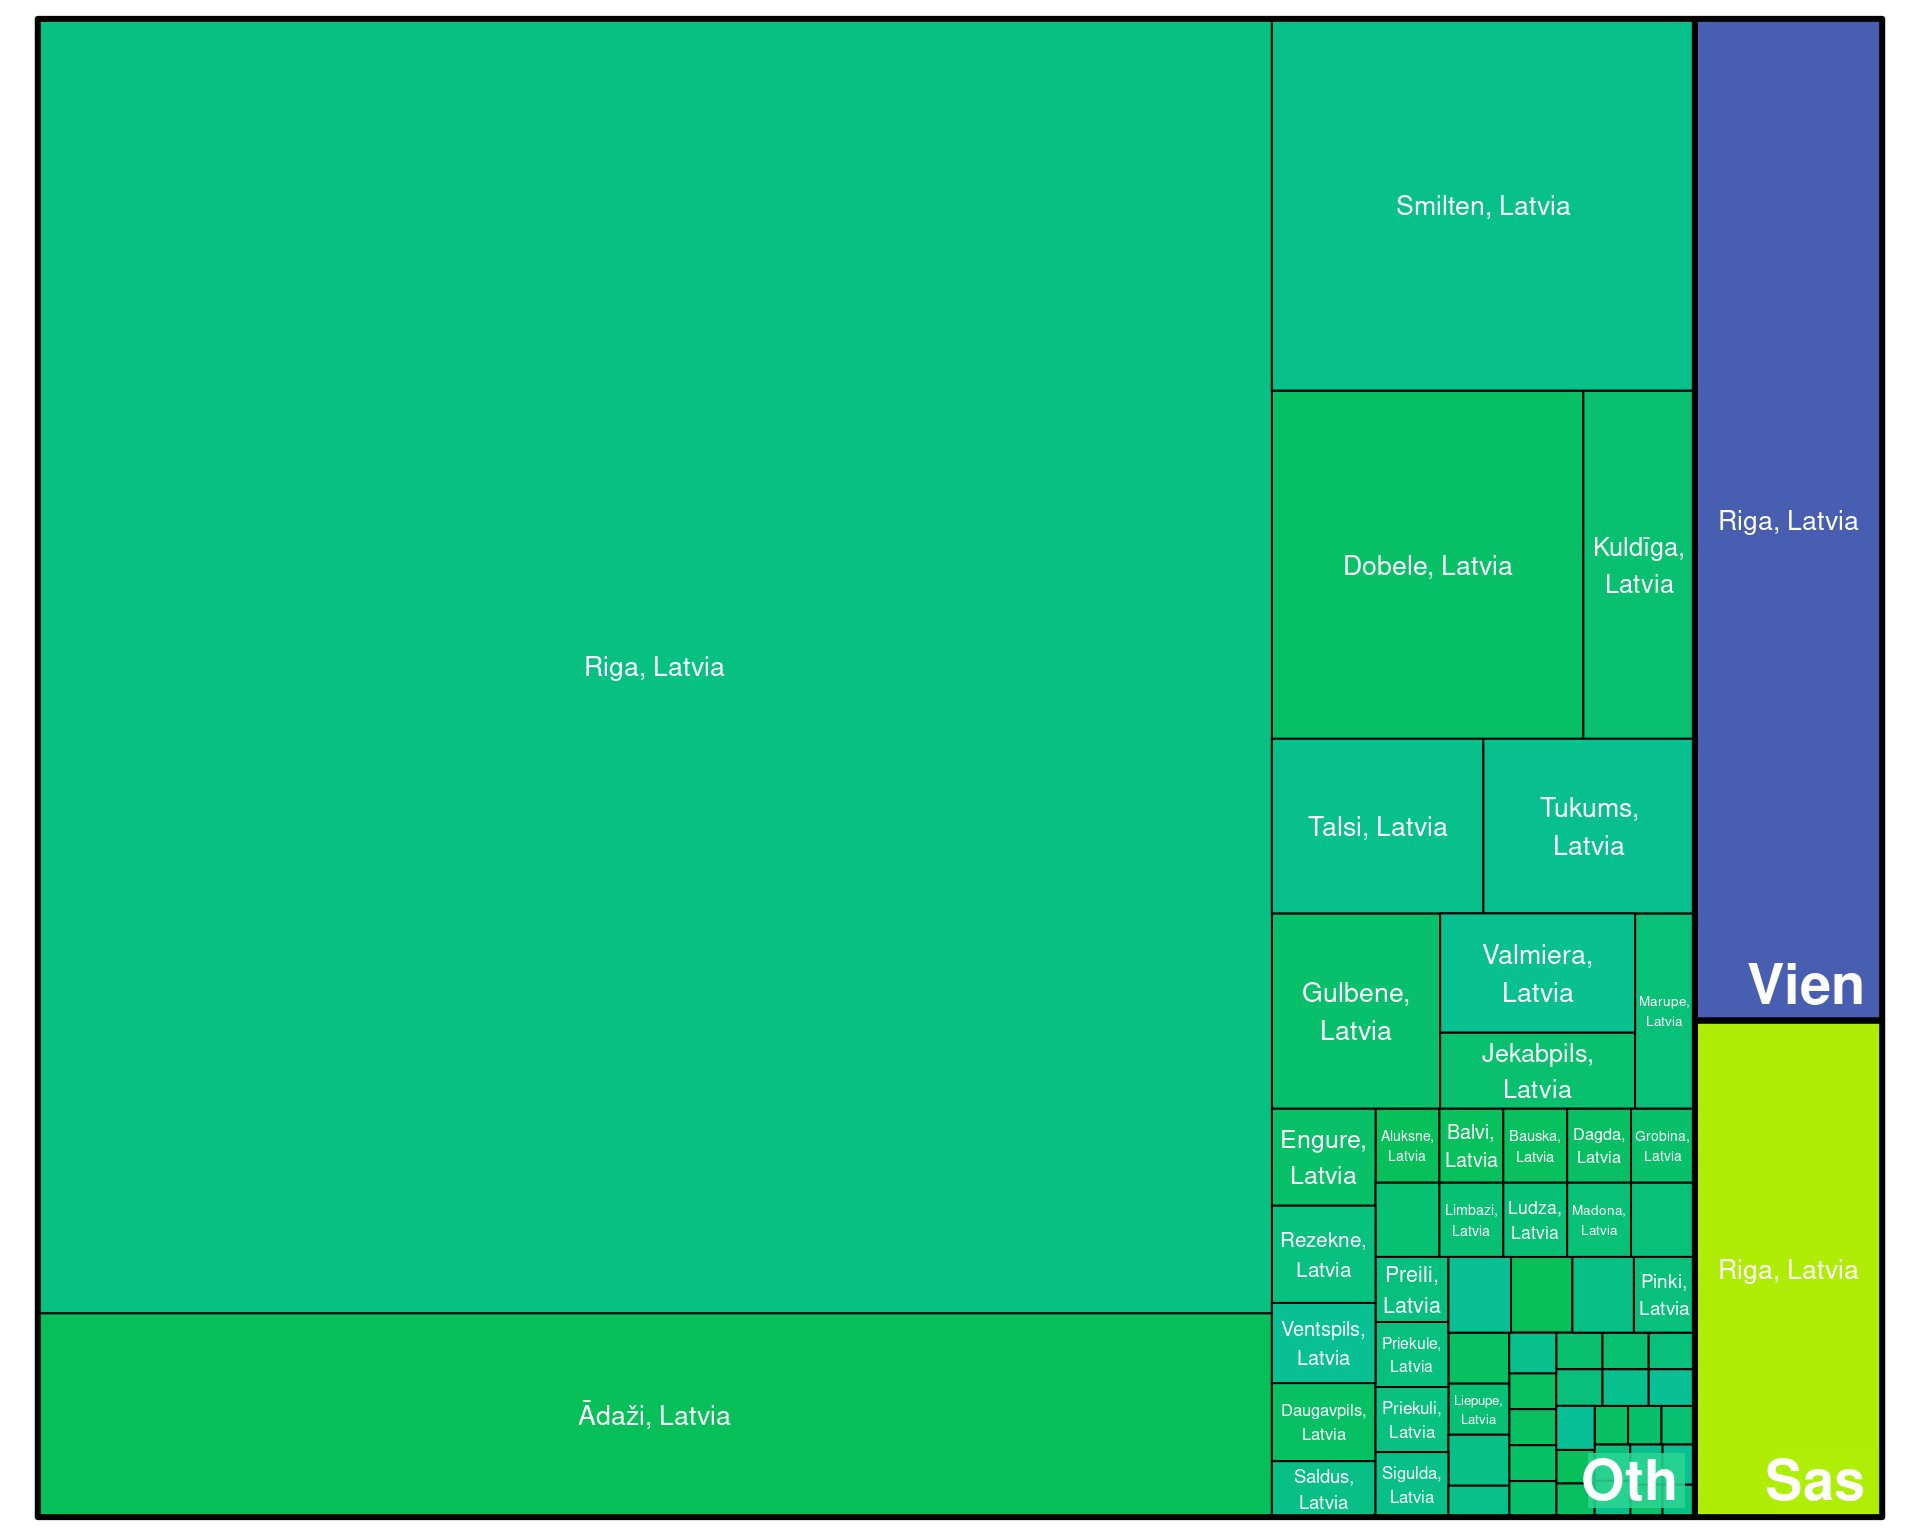 Riga, Latvia
Ādaži, Latvia
Smilten, Latvia
Dobele, Latvia
Kuldīga,
Latvia
Talsi, Latvia
Tukums,
Latvia
Gulbene,
Latvia
Valmiera,
Latvia
Jekabpils,
Latvia
Marupe,
Latvia
Engure,
Latvia
Rezekne,
Latvia
Ventspils,
Latvia
Daugavpils,
Latvia
Saldus,
Latvia
Aluksne,
Latvia
Balvi,
Latvia
Bauska,
Latvia
Dagda,
Latvia
Grobina,
Latvia
Limbazi,
Latvia
Ludza,
Latvia
Madona,
Latvia
Preili,
Latvia
Priekule,
Latvia
Priekuli,
Latvia
Sigulda,
Latvia
Pinki,
Latvia
Liepupe,
Latvia
Oth
Riga, Latvia
Vien
Riga, Latvia
Sas